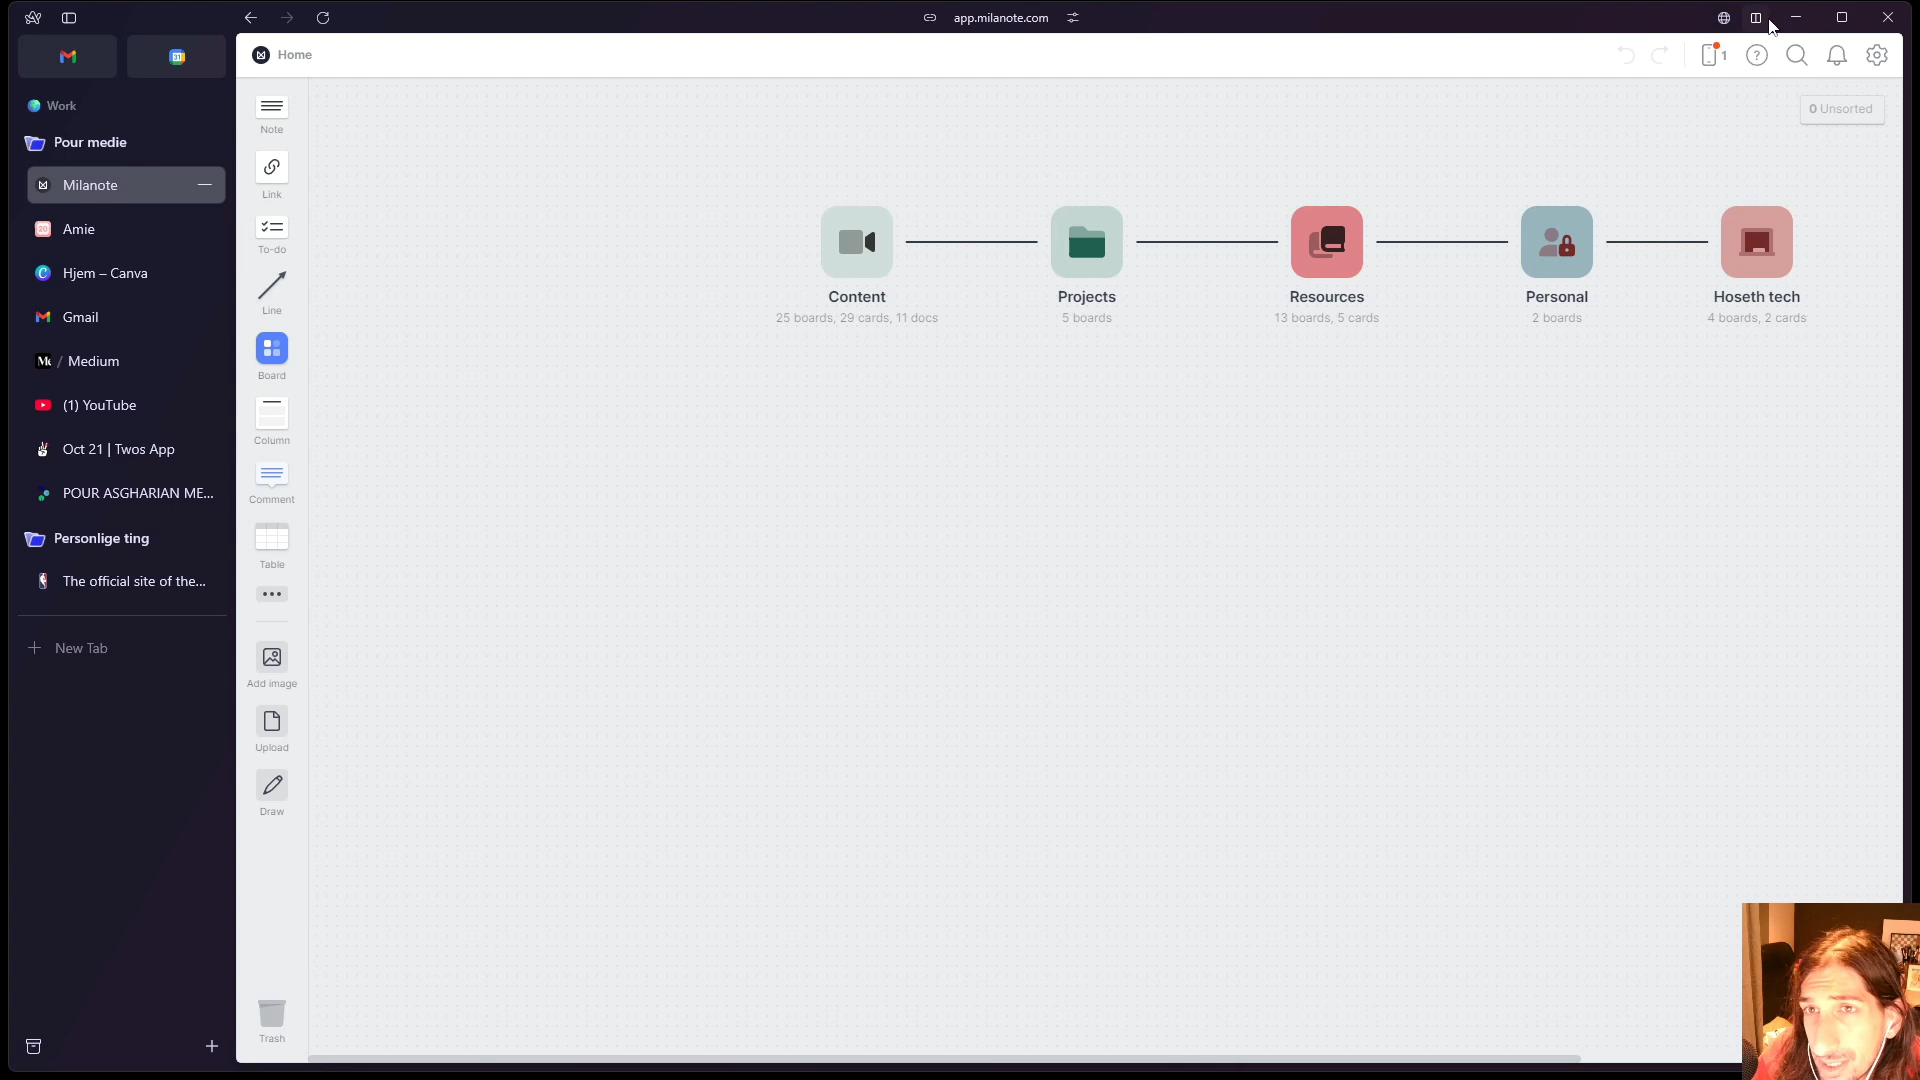 app.milanote.com
31
Home
1
Work
Pour medie
Milanote
Amie
Hjem – Canva
Gmail
/ Medium
(1) YouTube
Oct 21 | Twos App
POUR ASGHARIAN ME...
Personlige ting
The official site of the...
New Tab
Note
Link
To-do
Line
Board
Column
Comment
Table
Add image
Upload
Draw
Trash
0 Unsorted
Content
25 boards, 29 cards, 11 docs
Projects
5 boards
Resources
13 boards, 5 cards
Personal
2 boards
Hoseth tech
4 boards, 2 cards